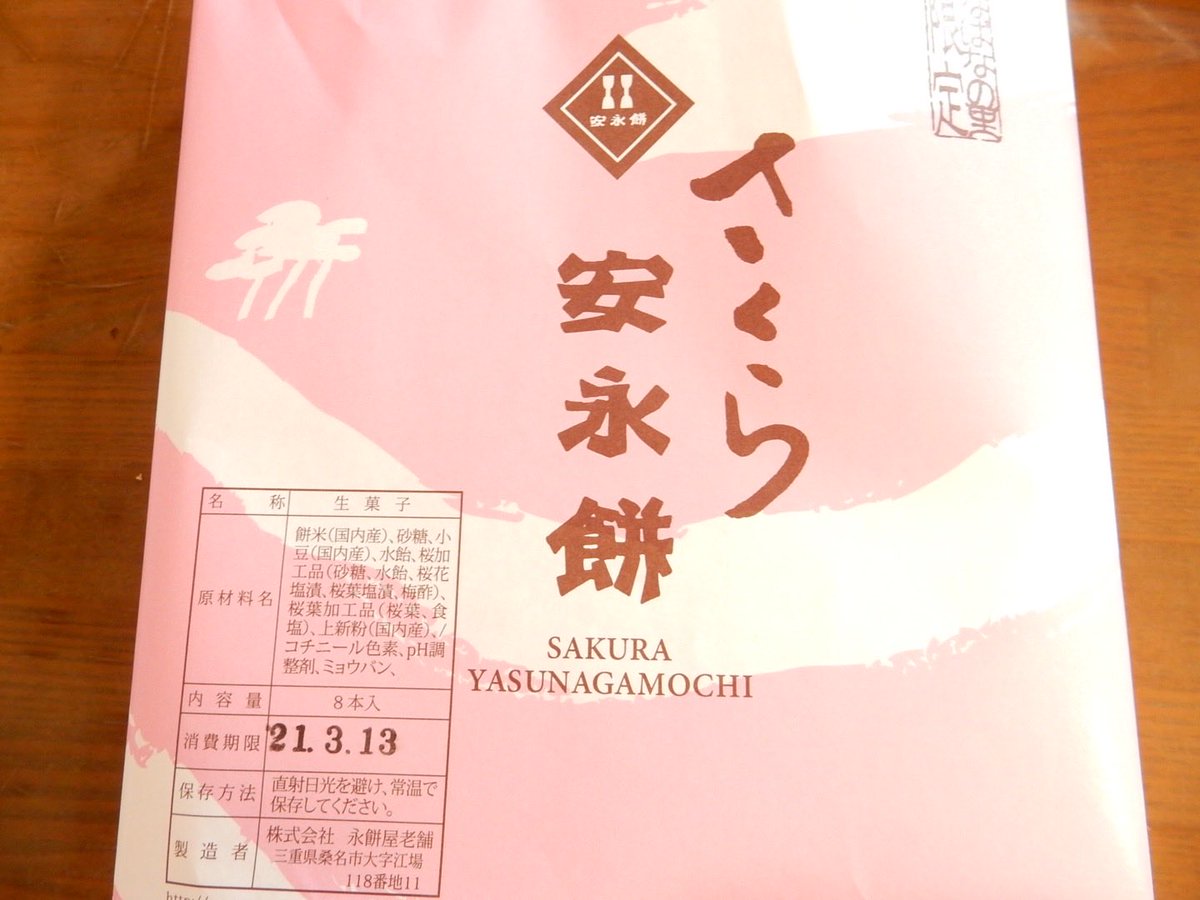 なばなの里
限定
安永餅
さくら
安永餅
SAKURA
YASUNAGAMOCHI
名称 生菓子
原材料名
餅米(国内産)、砂糖、小
豆(国内産)、水飴、桜加
工品(砂糖、水飴、桜花
塩漬、桜葉塩漬、梅酢)、
桜葉加工品(桜葉、食
塩)、上新粉(国内産)、/
コチニール色素、pH調
整剤、ミョウバン、
内容量 8本入
消費期限 '21.3.13
保存方法 直射日光を避け、常温で
保存してください。
製造者 株式会社 永餅屋老舗
三重県桑名市大字江場
118番地11